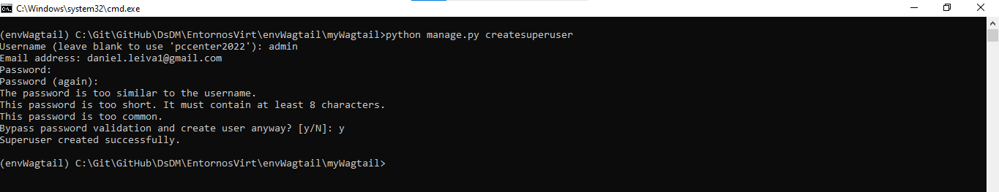 C:\Windows\system32\cmd.exe
(envWagtail) C:\Git\GitHub\DsDM\EntornosVirt\envWagtail\myWagtail>python manage.py createsuperuser
Username (leave blank to use 'pccenter2022'): admin
Email address: daniel.leiva1@gmail.com
Password:
Password (again):
The password is too similar to the username.
This password is too short. It must contain at least 8 characters.
This password is too common.
Bypass password validation and create user anyway? [y/N]: y
Superuser created successfully.
(envWagtail) C:\Git\GitHub\DsDM\EntornosVirt\envWagtail\myWagtail>